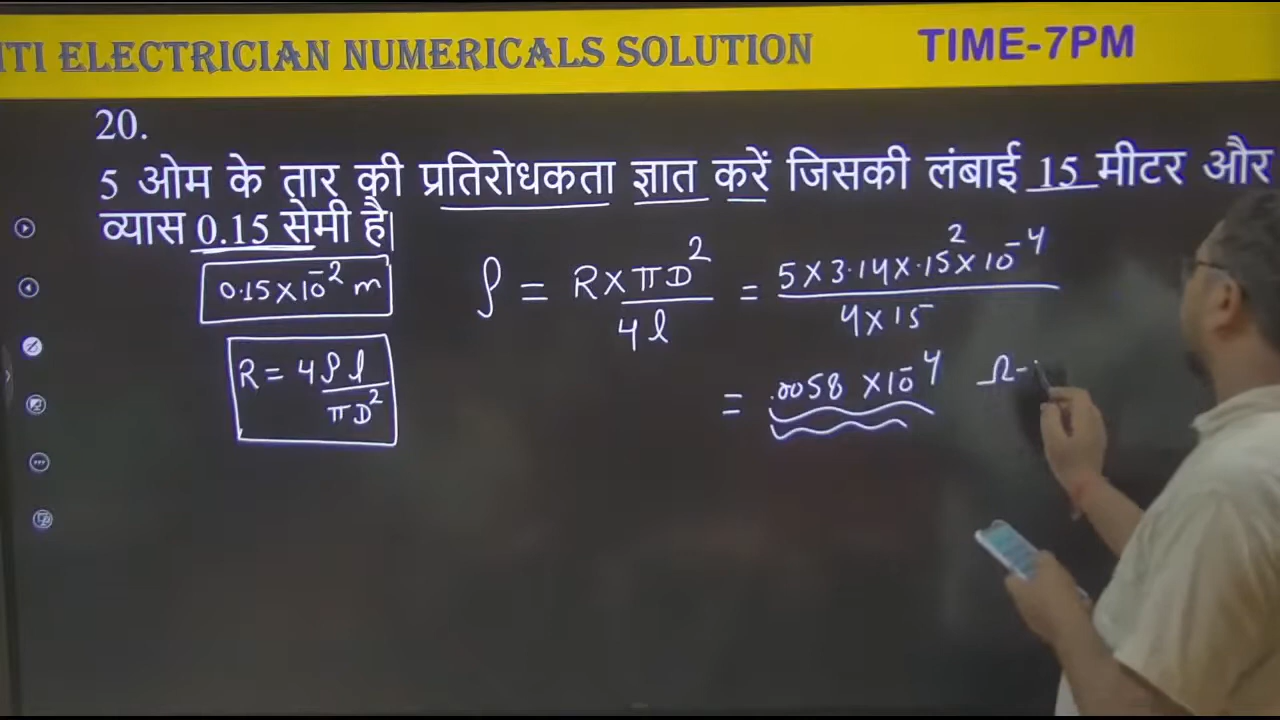 ITI ELECTRICIAN NUMERICALS SOLUTION TIME-7PM
20.
5 ओम के तार की प्रतिरोधकता ज्ञात करें जिसकी लंबाई 15 मीटर और
व्यास 0.15 सेमी है।
0.15×10⁻² m
R = 4ρl/πD²
ρ = R×πD²/4l = 5×3.14×.15²×10⁻⁴/4×15
= .0058 ×10⁻⁴ Ω-